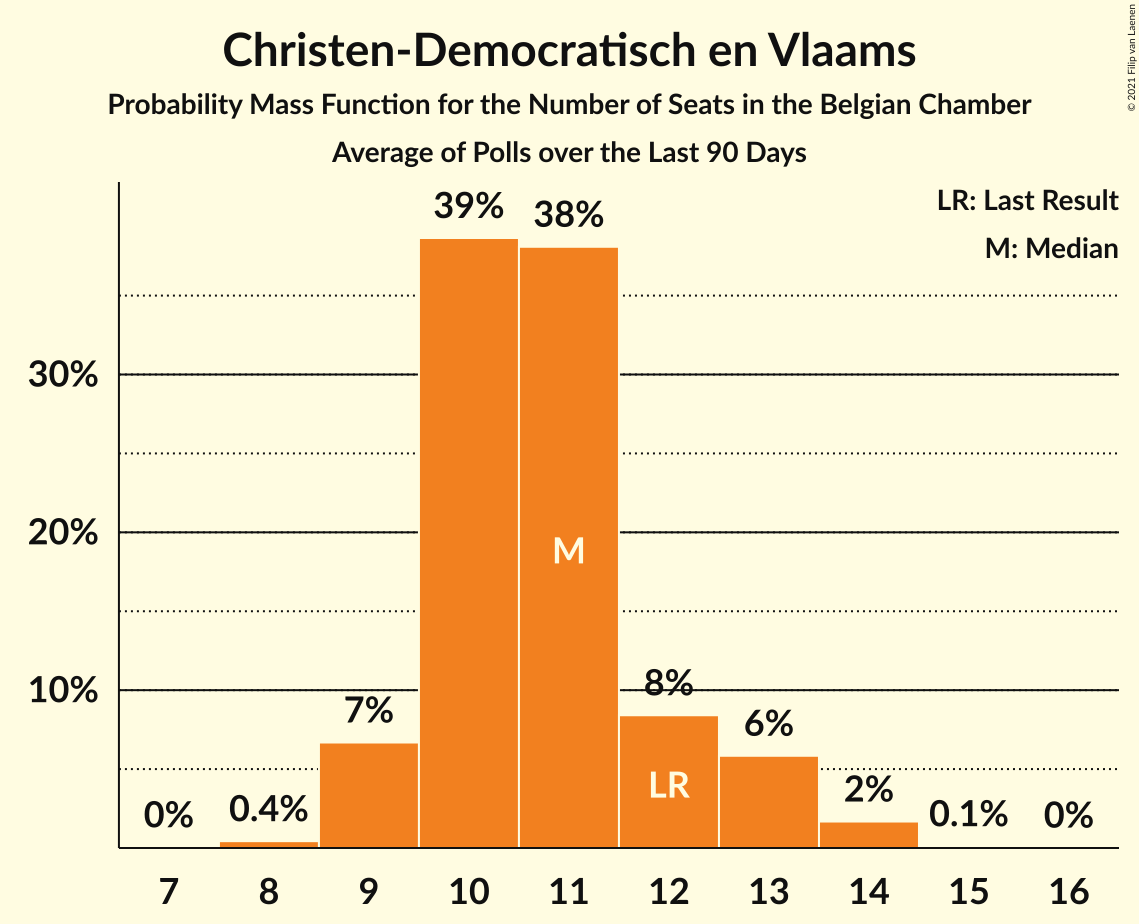 Christen-Democratisch en Vlaams
Probability Mass Function for the Number of Seats in the Belgian Chamber
Average of Polls over the Last 90 Days
© 2021 Filip van Laenen
LR: Last Result
M: Median
39%
38%
30%
20%
10%
M
8%
7%
6%
LR
2%
0%
0.4%
0.1%
0%
7 8 9 10 11 12 13 14 15 16